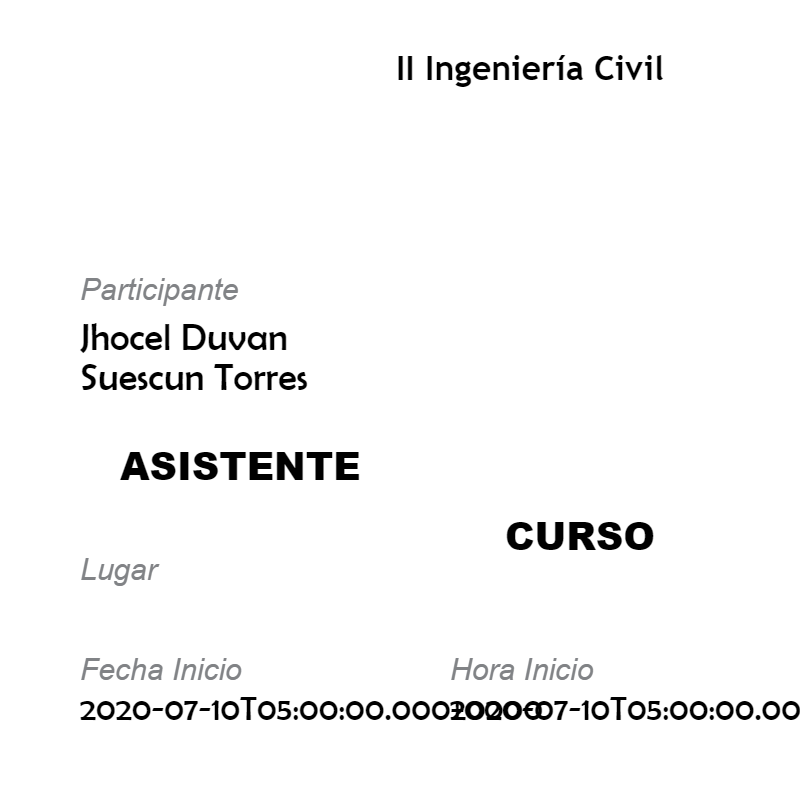 II Ingeniería Civil
Participante
Jhocel Duvan
Suescun Torres
ASISTENTE
CURSO
Lugar
Fecha Inicio
Hora Inicio
2020-07-10T05:00:00.000+0000
2020-07-10T05:00:00.00